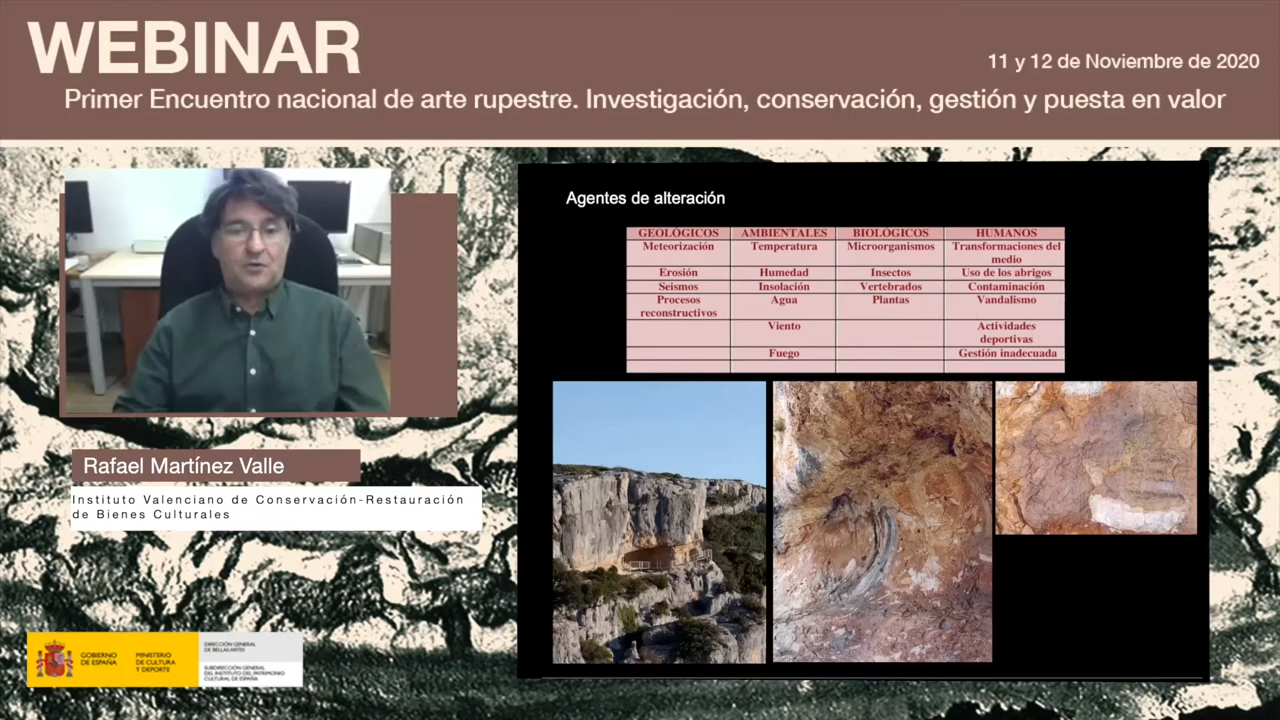 WEBINAR
11 y 12 de Noviembre de 2020
Primer Encuentro nacional de arte rupestre. Investigación, conservación, gestión y puesta en valor
Rafael Martínez Valle
Instituto Valenciano de Conservación-Restauración
de Bienes Culturales
GOBIERNO
DE ESPAÑA
MINISTERIO
DE CULTURA
Y DEPORTE
DIRECCIÓN GENERAL
DE BELLAS ARTES
SUBDIRECCIÓN GENERAL
DEL INSTITUTO DEL PATRIMONIO
CULTURAL DE ESPAÑA
Agentes de alteración
GEOLÓGICOS AMBIENTALES BIOLÓGICOS HUMANOS
Meteorización Temperatura Microorganismos Transformaciones del
medio
Erosión Humedad Insectos Uso de los abrigos
Seismos Insolación Vertebrados Contaminación
Procesos Agua Plantas Vandalismo
reconstructivos
Viento Actividades
deportivas
Fuego Gestión inadecuada